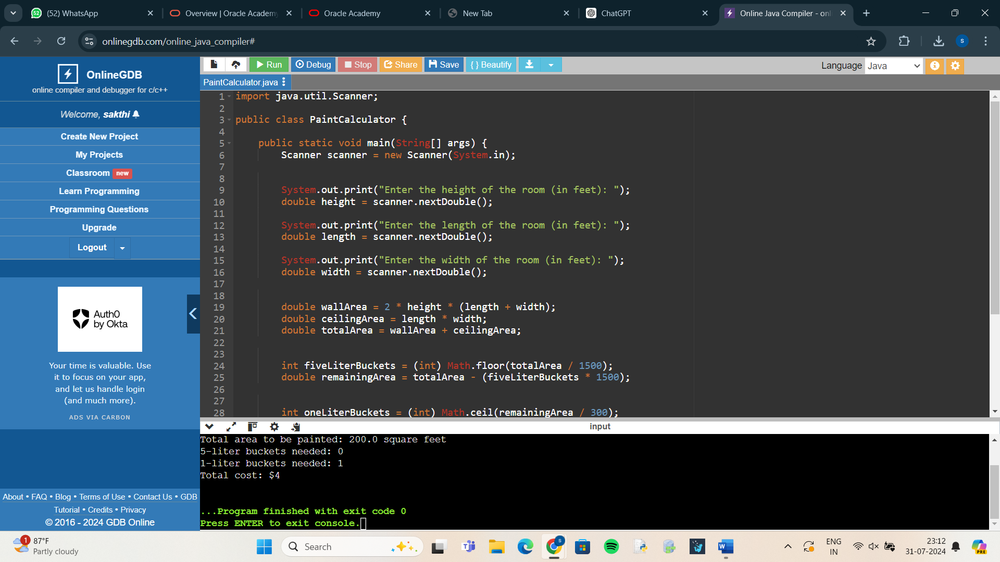 (52) WhatsApp
Overview | Oracle Academy
Oracle Academy
New Tab
ChatGPT
Online Java Compiler - onl
onlinegdb.com/online_java_compiler#
S
OnlineGDB
online compiler and debugger for c/c++
Welcome, sakthi
Create New Project
My Projects
Classroom new
Learn Programming
Programming Questions
Upgrade
Logout
Auth0
by Okta
Your time is valuable. Use
it to focus on your app,
and let us handle login
(and much more).
ADS VIA CARBON
About • FAQ • Blog • Terms of Use • Contact Us • GDB
Tutorial • Credits • Privacy
© 2016 - 2024 GDB Online
Run Debug Stop Share Save { } Beautify
Language Java
PaintCalculator.java
1 import java.util.Scanner;
2
3 public class PaintCalculator {
4
5 public static void main(String[] args) {
6 Scanner scanner = new Scanner(System.in);
7
8
9 System.out.print("Enter the height of the room (in feet): ");
10 double height = scanner.nextDouble();
11
12 System.out.print("Enter the length of the room (in feet): ");
13 double length = scanner.nextDouble();
14
15 System.out.print("Enter the width of the room (in feet): ");
16 double width = scanner.nextDouble();
17
18
19 double wallArea = 2 * height * (length + width);
20 double ceilingArea = length * width;
21 double totalArea = wallArea + ceilingArea;
22
23
24 int fiveLiterBuckets = (int) Math.floor(totalArea / 1500);
25 double remainingArea = totalArea - (fiveLiterBuckets * 1500);
26
27
28 int oneLiterBuckets = (int) Math.ceil(remainingArea / 300);
input
Total area to be painted: 200.0 square feet
5-liter buckets needed: 0
1-liter buckets needed: 1
Total cost: $4
...Program finished with exit code 0
Press ENTER to exit console.
1
87°F
Partly cloudy
Search
ENG
IN
23:12
31-07-2024
PRE